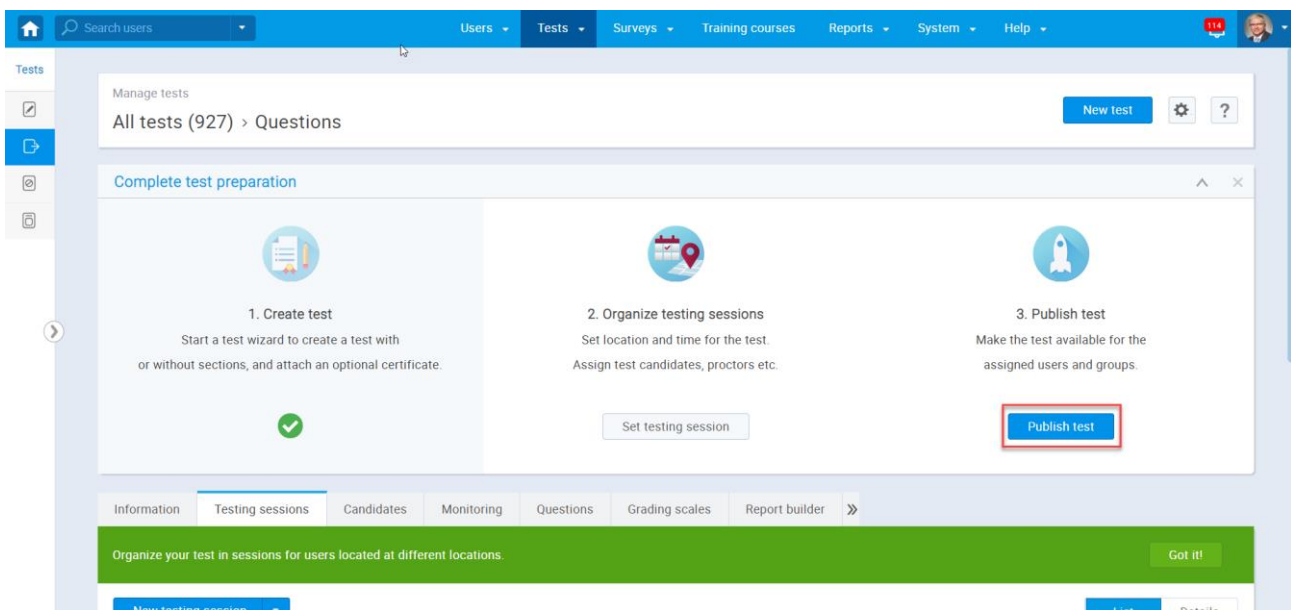 Search users
Users
Tests
Surveys
Training courses
Reports
System
Help
114
Tests
Manage tests
All tests (927) › Questions
New test
?
Complete test preparation
1. Create test
Start a test wizard to create a test with
or without sections, and attach an optional certificate.
2. Organize testing sessions
Set location and time for the test.
Assign test candidates, proctors etc.
Set testing session
3. Publish test
Make the test available for the
assigned users and groups.
Publish test
Information
Testing sessions
Candidates
Monitoring
Questions
Grading scales
Report builder
Organize your test in sessions for users located at different locations.
Got it!
New testing session
List
Details